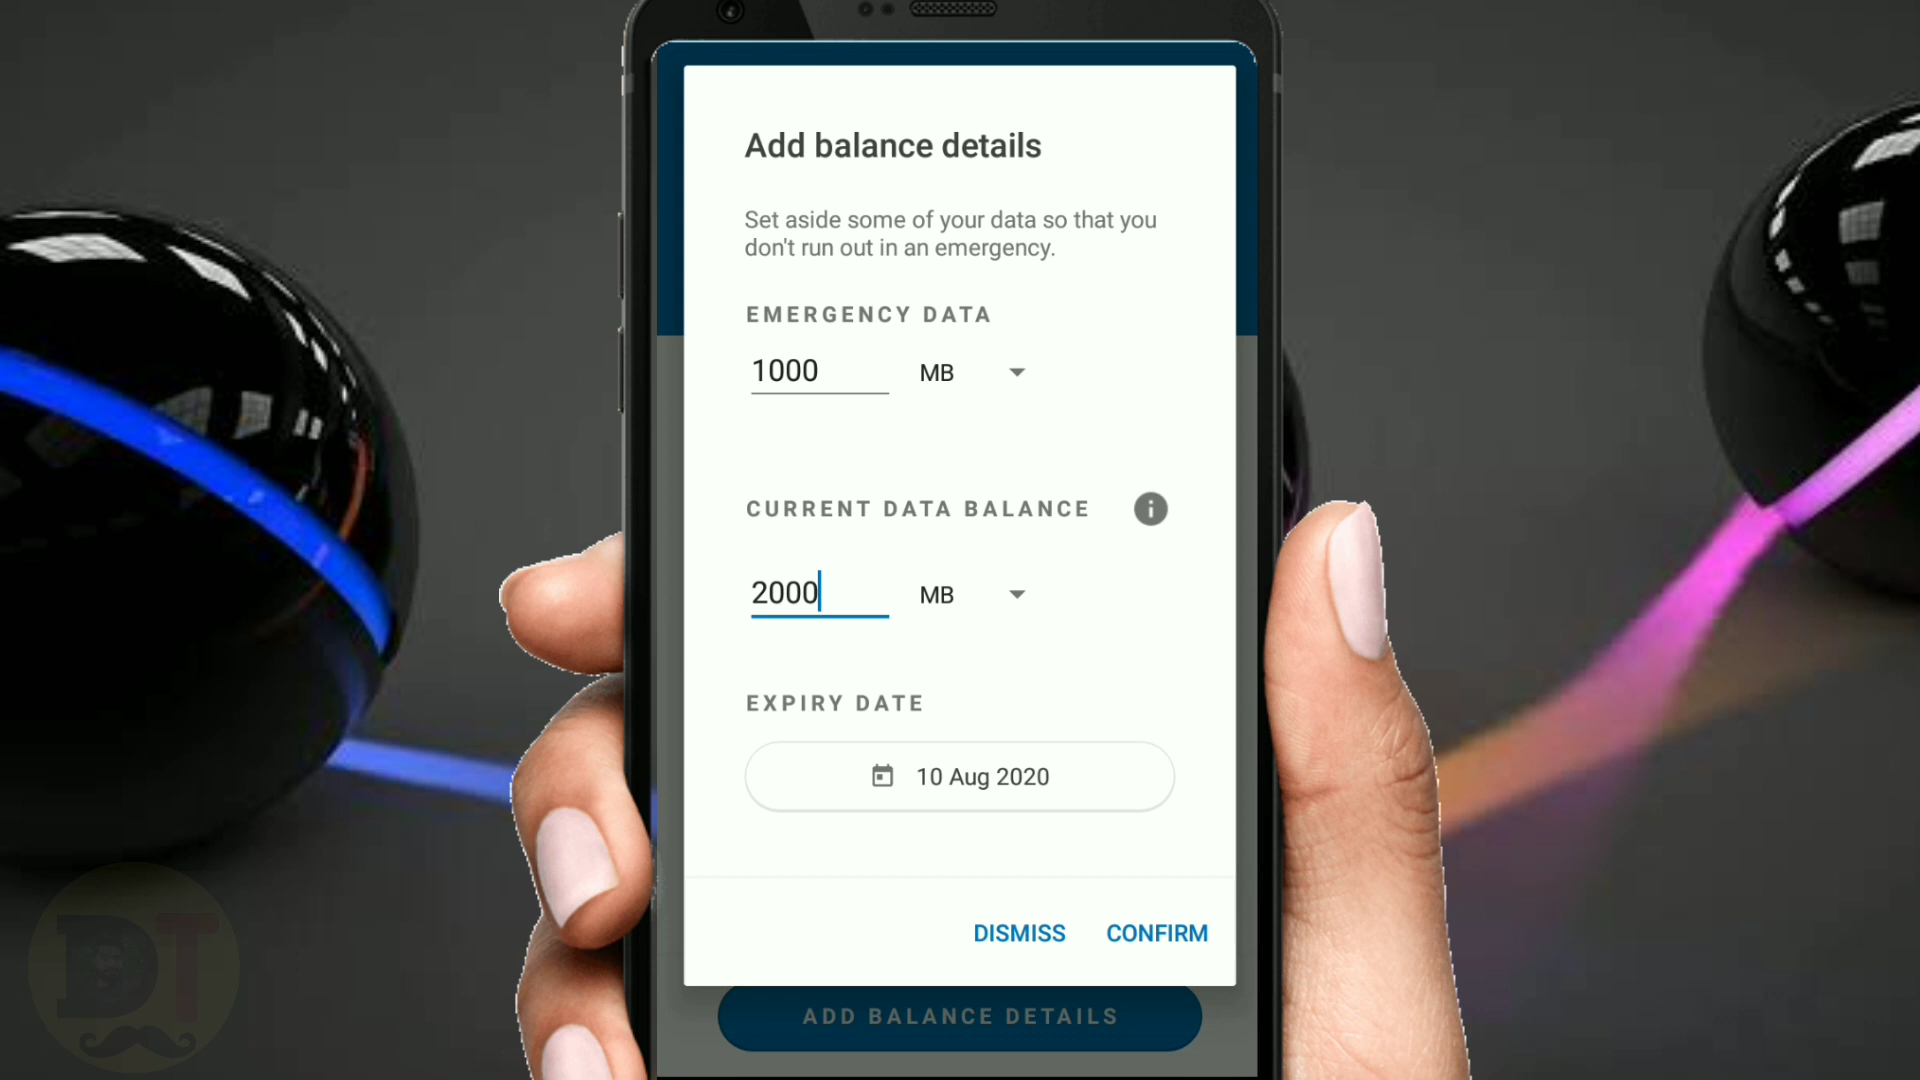 Add balance details
Set aside some of your data so that you
don't run out in an emergency.
EMERGENCY DATA
1000 MB
CURRENT DATA BALANCE
2000 MB
EXPIRY DATE
10 Aug 2020
DISMISS CONFIRM
ADD BALANCE DETAILS
DT